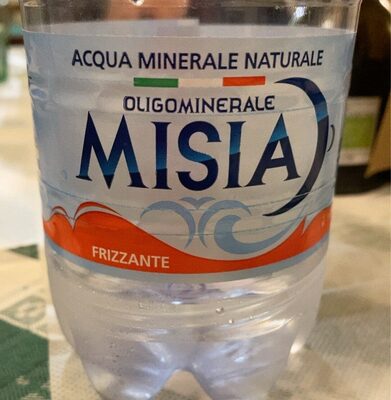 ACQUA MINERALE NATURALE
OLIGOMINERALE
MISIA
FRIZZANTE